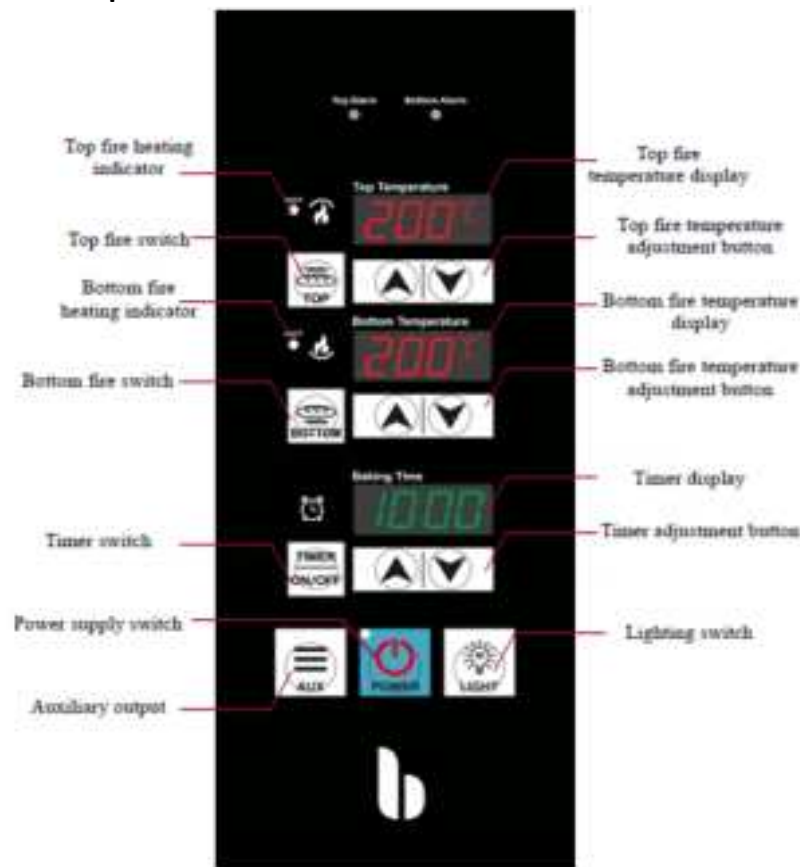 Top Alarm Bottom Alarm
Top fire heating
indicator
Top fire
temperature display
Top Temperature
200
Top fire switch
Top fire temperature
adjustment button
TOP
Bottom fire
heating indicator
Bottom fire temperature
display
Bottom Temperature
200
Bottom fire switch
Bottom fire temperature
adjustment button
BOTTOM
Baking Time
10:00
Timer display
Timer switch
Timer adjustment button
TIMER
ON/OFF
Power supply switch
Lighting switch
AUX
POWER
LIGHT
Auxiliary output
b